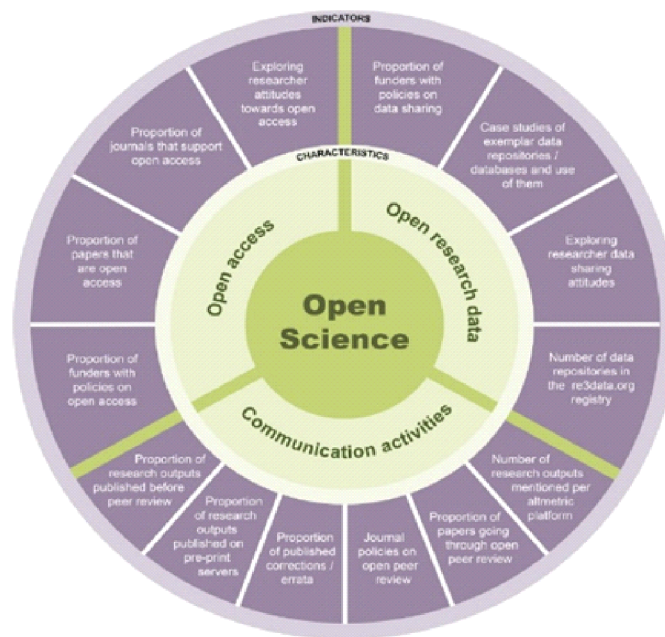 INDICATORS
Exploring
researcher
attitudes
towards open
access
Proportion of
funders with
policies on
data sharing
Proportion of
journals that support
open access
Case studies of
exemplar data
repositories /
databases and use
of them
CHARACTERISTICS
Proportion of
papers that
are open
access
Open access
Open research data
Exploring
researcher data
sharing
attitudes
Open
Science
Proportion of
funders with
policies on
open access
Number of data
repositories in
the re3data.org
registry
Communication activities
Proportion of
research outputs
published before
peer review
Proportion
of research
outputs
published on
pre-print
servers
Proportion
of published
corrections /
errata
Journal
policies on
open peer
review
Proportion of
papers going
through open
peer review
Number of
research outputs
mentioned per
altmetric
platform